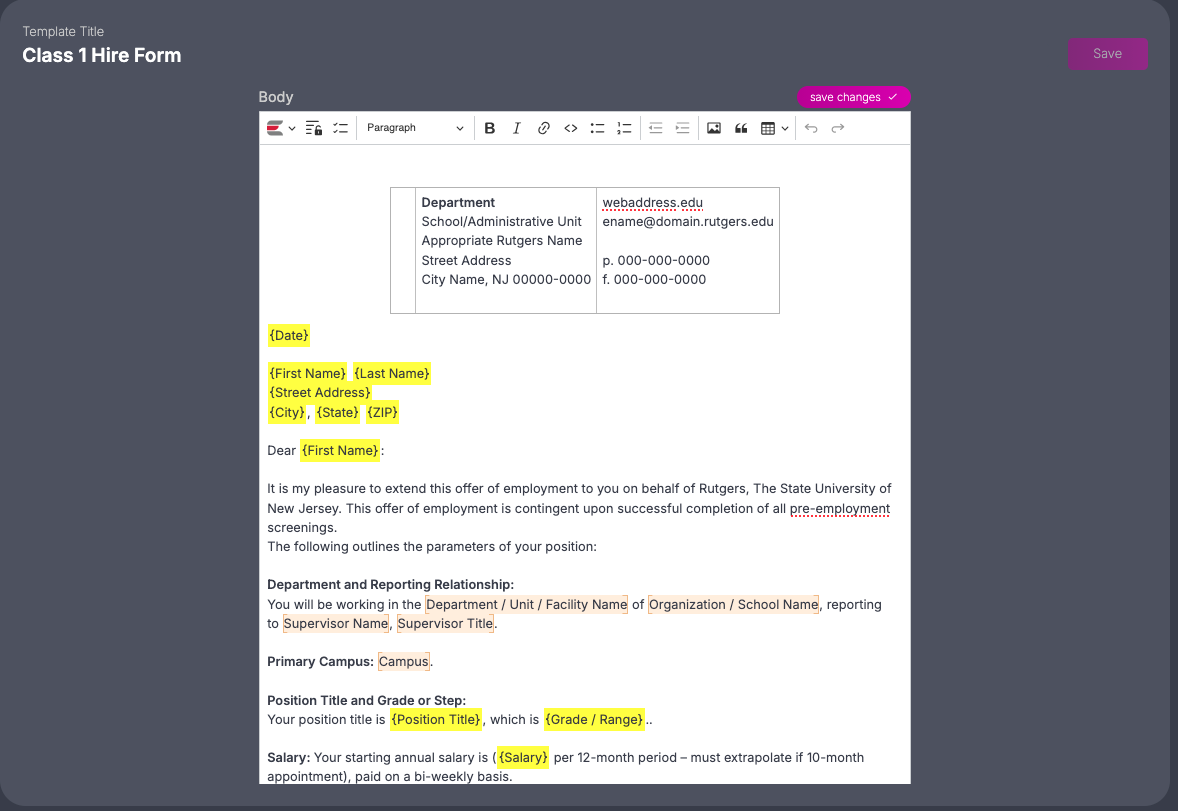 Template Title
Class 1 Hire Form
Save
Body
save changes
Paragraph
Department
School/Administrative Unit
Appropriate Rutgers Name
Street Address
City Name, NJ 00000-0000
webaddress.edu
ename@domain.rutgers.edu
p. 000-000-0000
f. 000-000-0000
{Date}
{First Name} {Last Name}
{Street Address}
{City}, {State} {ZIP}
Dear {First Name}:
It is my pleasure to extend this offer of employment to you on behalf of Rutgers, The State University of
New Jersey. This offer of employment is contingent upon successful completion of all pre-employment
screenings.
The following outlines the parameters of your position:
Department and Reporting Relationship:
You will be working in the [Department / Unit / Facility Name] of [Organization / School Name], reporting
to [Supervisor Name], [Supervisor Title].
Primary Campus: [Campus].
Position Title and Grade or Step:
Your position title is {Position Title}, which is {Grade / Range}..
Salary: Your starting annual salary is ({Salary} per 12-month period – must extrapolate if 10-month
appointment), paid on a bi-weekly basis.